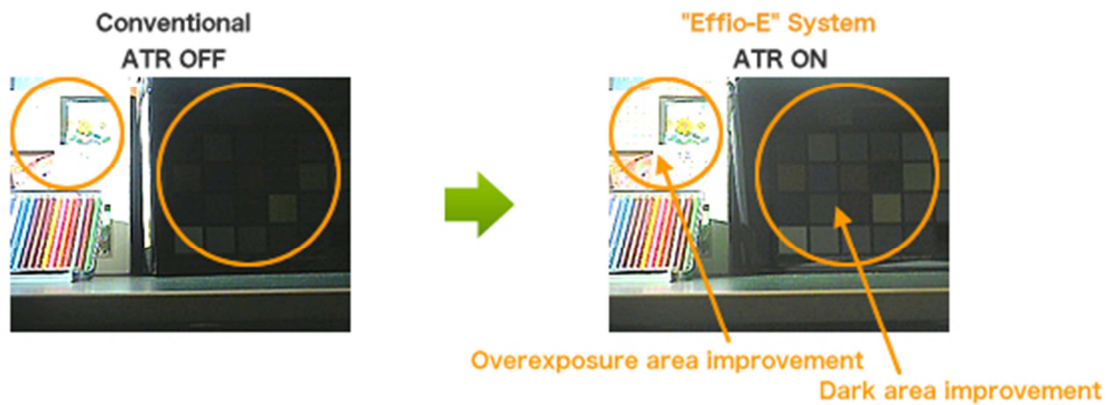 Conventional
ATR OFF
"Effio-E" System
ATR ON
Overexposure area improvement
Dark area improvement